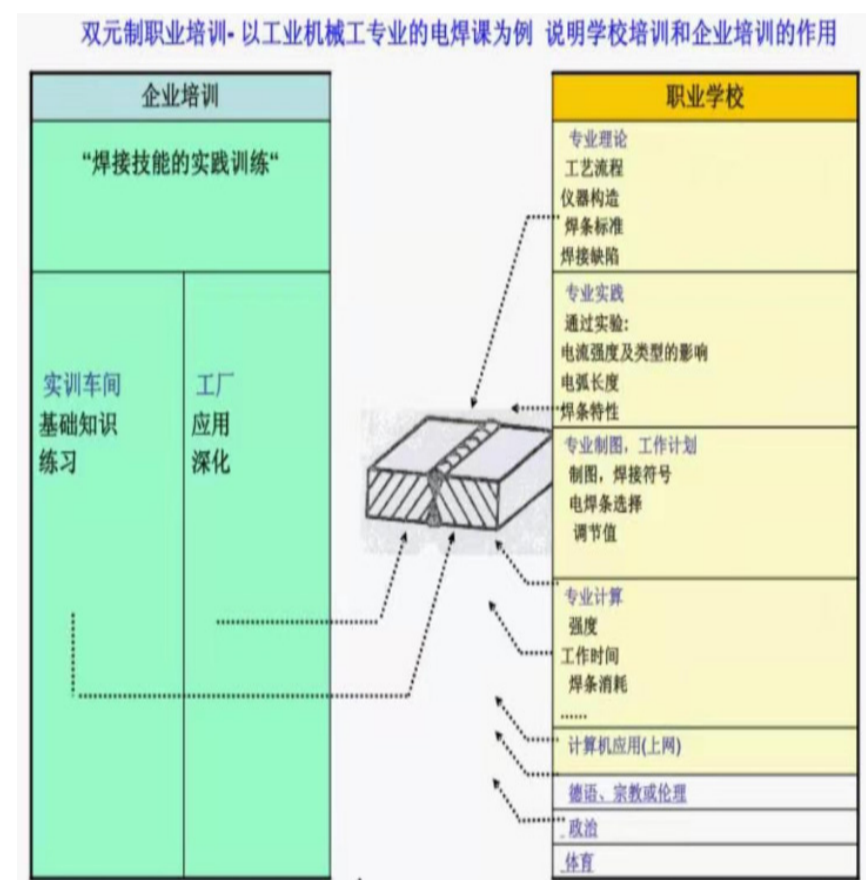 双元制职业培训- 以工业机械工专业的电焊课为例 说明学校培训和企业培训的作用
企业培训
“焊接技能的实践训练“
实训车间
基础知识
练习
工厂
应用
深化
职业学校
专业理论
工艺流程
仪器构造
焊条标准
焊接缺陷
专业实践
通过实验:
电流强度及类型的影响
电弧长度
焊条特性
专业制图，工作计划
制图，焊接符号
电焊条选择
调节值
专业计算
强度
工作时间
焊条消耗
......
计算机应用(上网)
德语、宗教或伦理
政治
体育